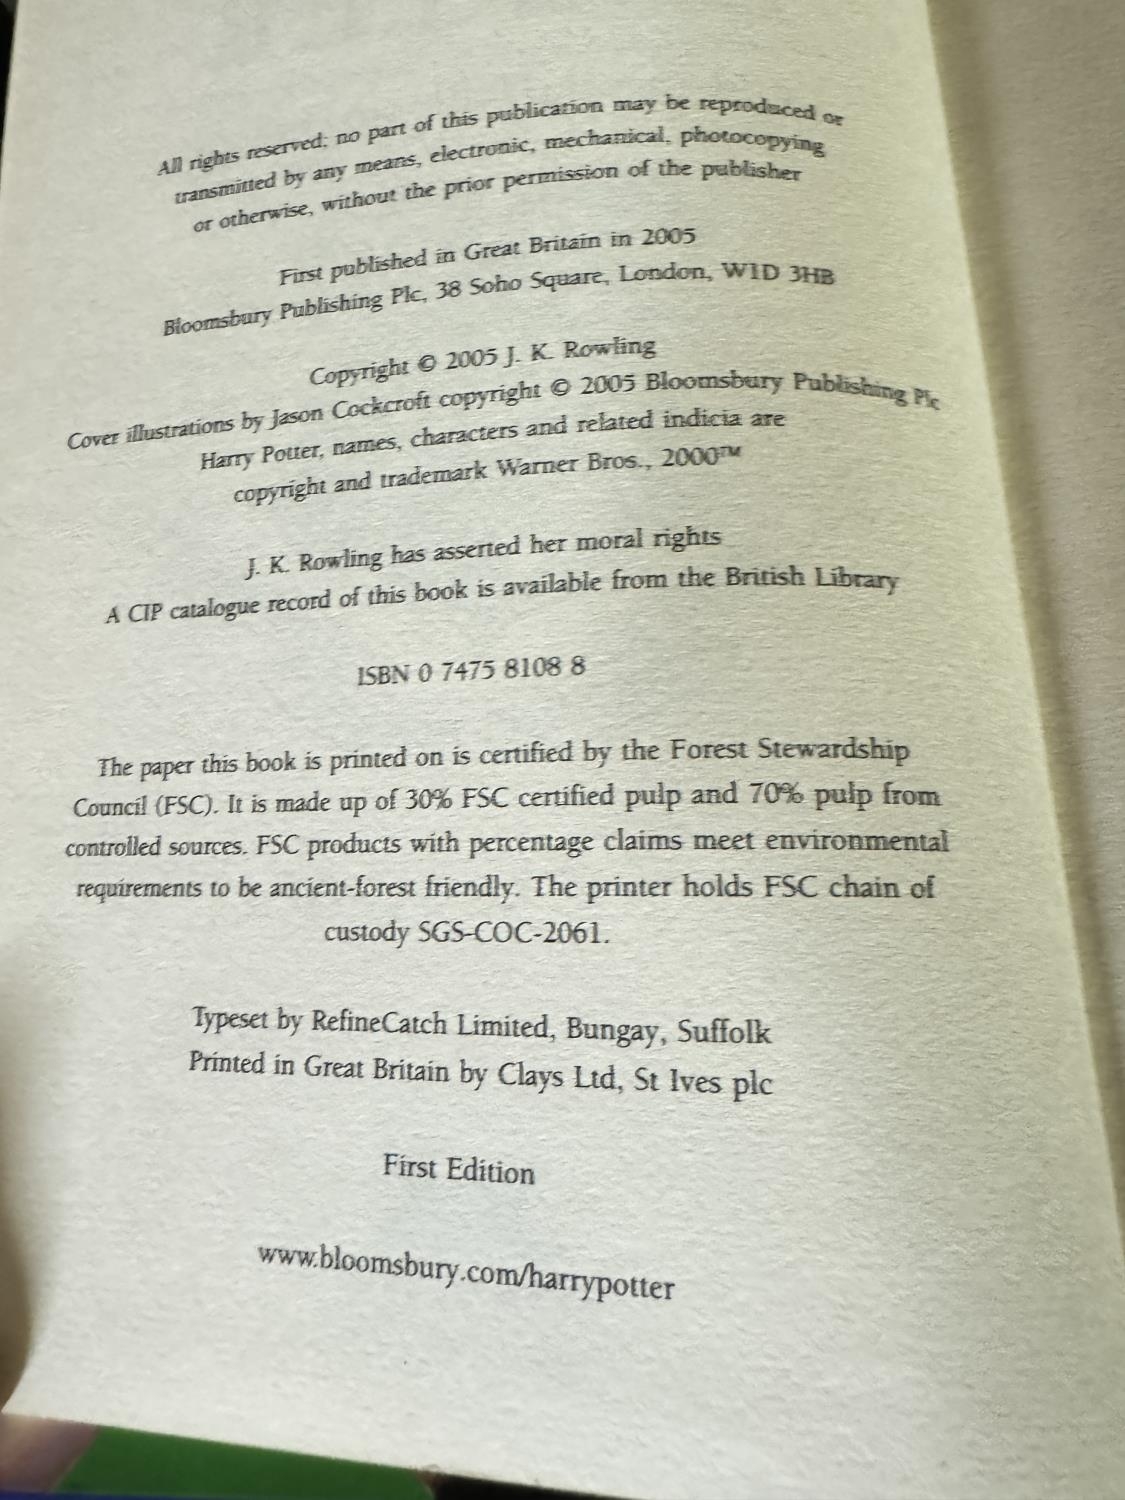 All rights reserved; no part of this publication may be reproduced or
transmitted by any means, electronic, mechanical, photocopying
or otherwise, without the prior permission of the publisher
First published in Great Britain in 2005
Bloomsbury Publishing Plc, 38 Soho Square, London, W1D 3HB
Copyright © 2005 J. K. Rowling
Cover illustrations by Jason Cockcroft copyright © 2005 Bloomsbury Publishing Plc
Harry Potter, names, characters and related indicia are
copyright and trademark Warner Bros., 2000™
J. K. Rowling has asserted her moral rights
A CIP catalogue record of this book is available from the British Library
ISBN 0 7475 8108 8
The paper this book is printed on is certified by the Forest Stewardship
Council (FSC). It is made up of 30% FSC certified pulp and 70% pulp from
controlled sources. FSC products with percentage claims meet environmental
requirements to be ancient-forest friendly. The printer holds FSC chain of
custody SGS-COC-2061.
Typeset by RefineCatch Limited, Bungay, Suffolk
Printed in Great Britain by Clays Ltd, St Ives plc
First Edition
www.bloomsbury.com/harrypotter